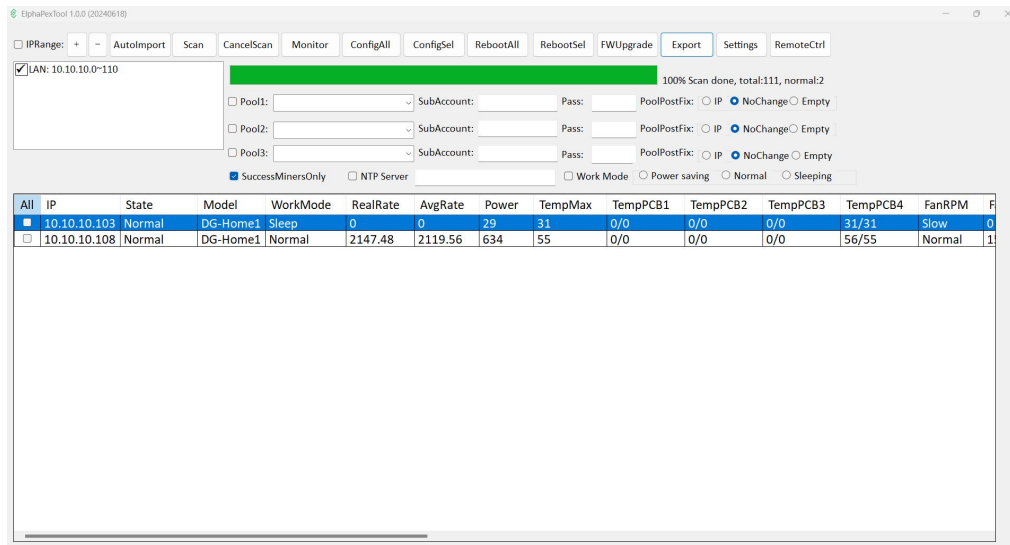 ElphaPexTool 1.0.0 (20240618)
IPRange: + - AutoImport Scan CancelScan Monitor ConfigAll ConfigSel RebootAll RebootSel FWUpgrade Export Settings RemoteCtrl
LAN: 10.10.10.0~110
100% Scan done, total:111, normal:2
Pool1: SubAccount: Pass: PoolPostFix: IP NoChange Empty
Pool2: SubAccount: Pass: PoolPostFix: IP NoChange Empty
Pool3: SubAccount: Pass: PoolPostFix: IP NoChange Empty
SuccessMinersOnly NTP Server Work Mode Power saving Normal Sleeping
All IP State Model WorkMode RealRate AvgRate Power TempMax TempPCB1 TempPCB2 TempPCB3 TempPCB4 FanRPM
10.10.10.103 Normal DG-Home1 Sleep 0 0 29 31 0/0 0/0 0/0 31/31 Slow 0
10.10.10.108 Normal DG-Home1 Normal 2147.48 2119.56 634 55 0/0 0/0 0/0 56/55 Normal